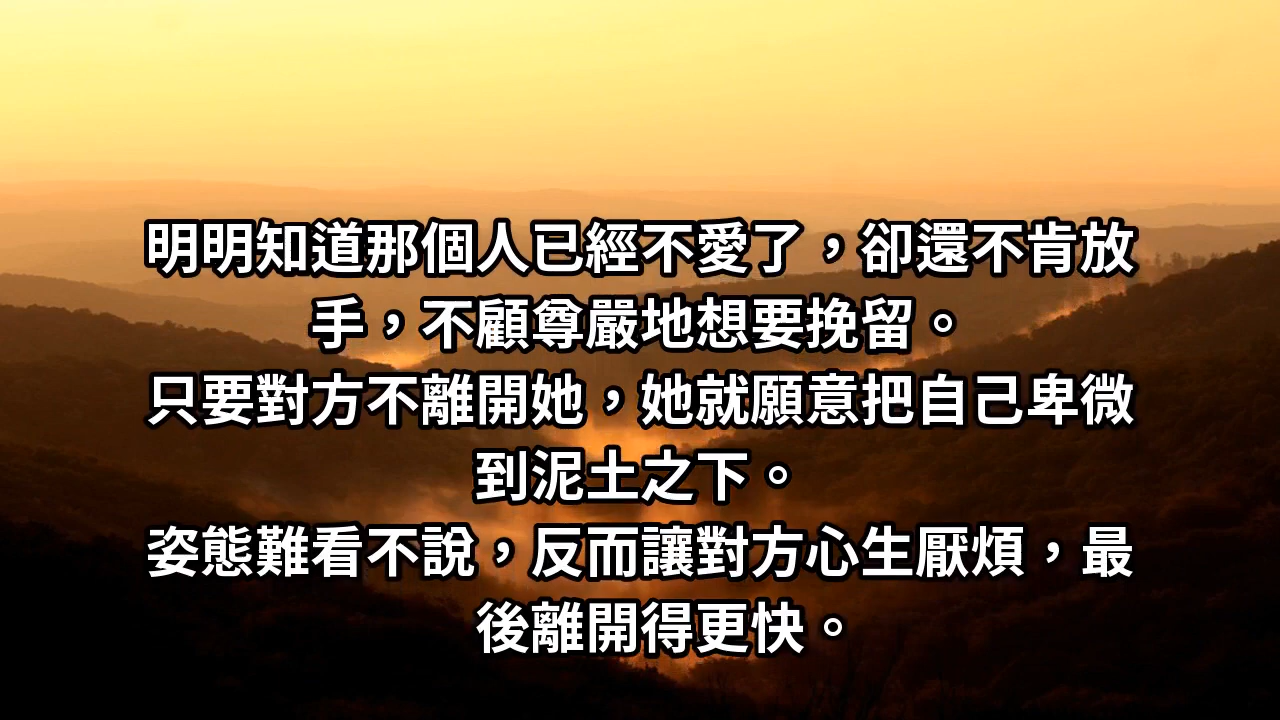 明明知道那個人已經不愛了，卻還不肯放
手，不顧尊嚴地想要挽留。
只要對方不離開她，她就願意把自己卑微
到泥土之下。
姿態難看不說，反而讓對方心生厭煩，最
後離開得更快。